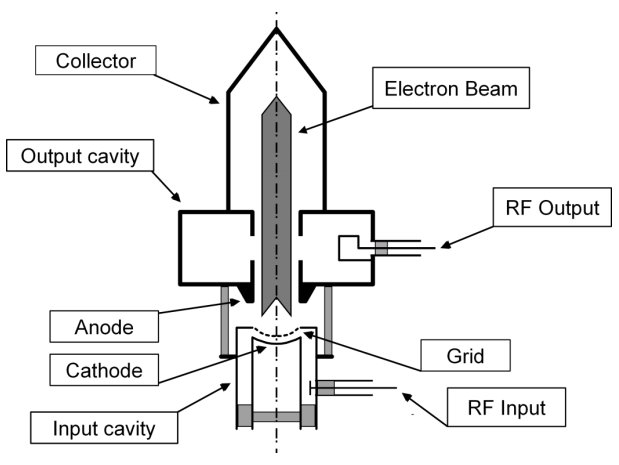 Collector
Electron Beam
Output cavity
RF Output
Anode
Grid
Cathode
RF Input
Input cavity